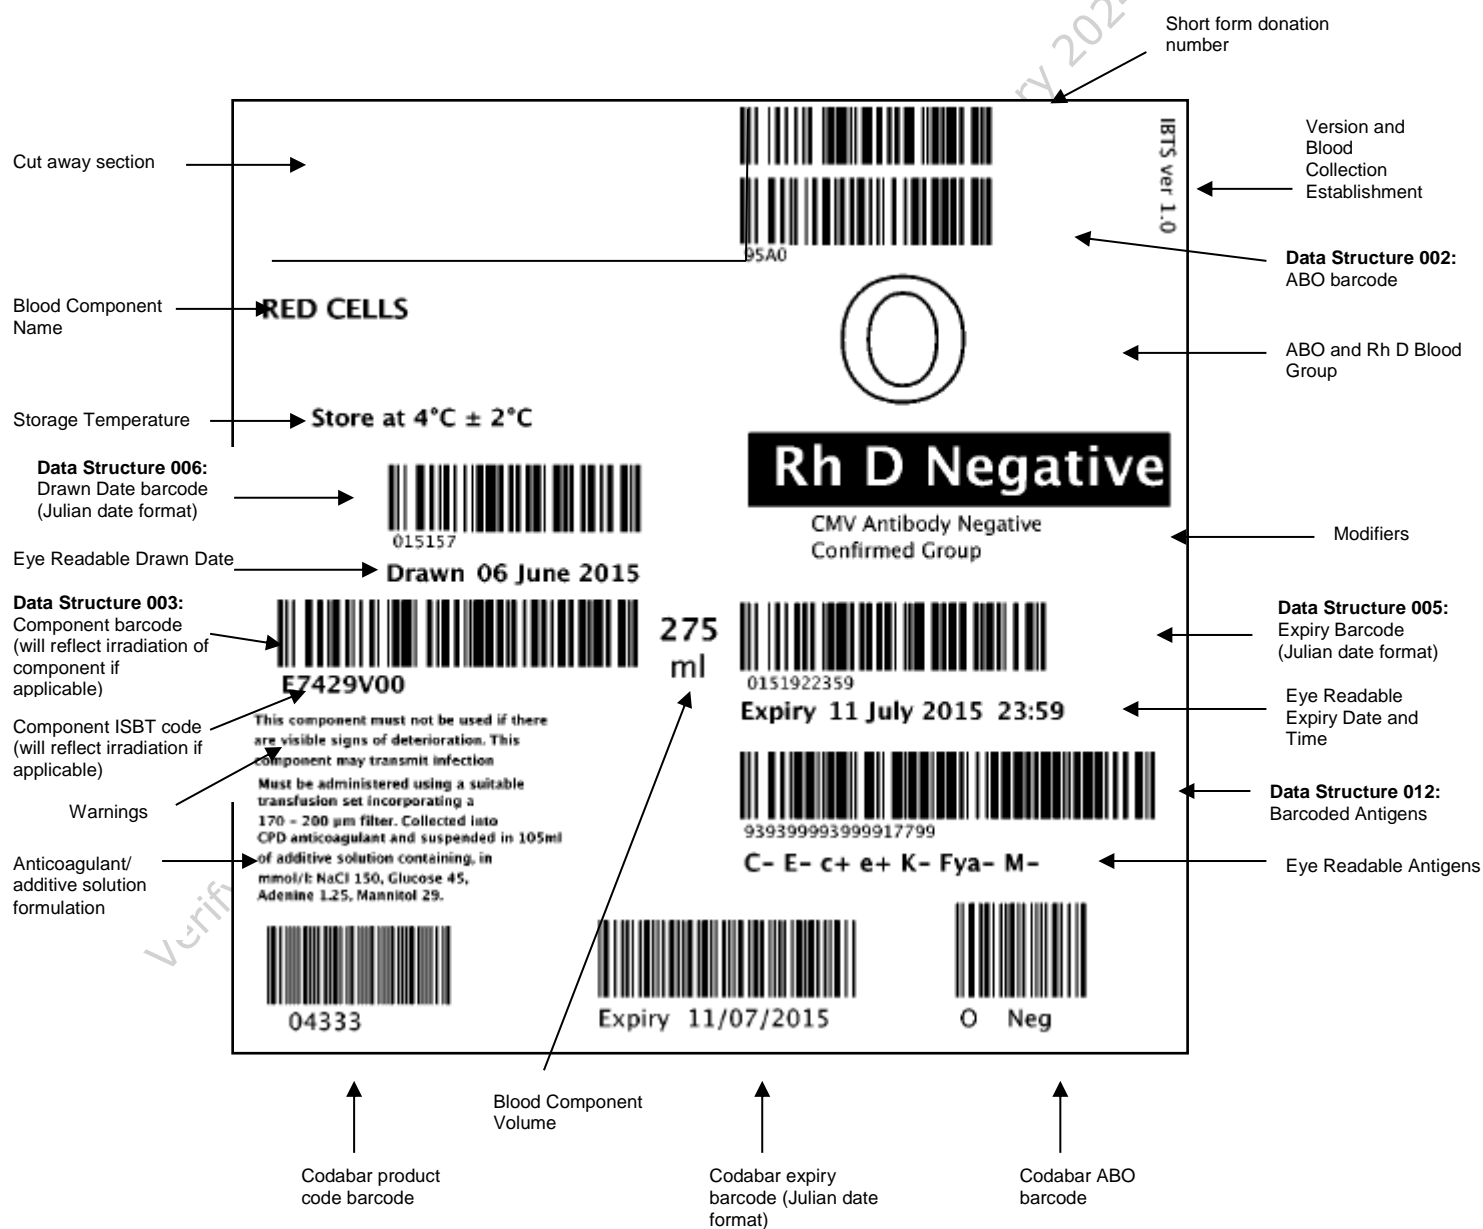 Short form donation
number
Cut away section
IBTS ver 1.0
Version and
Blood
Collection
Establishment
95A0
Data Structure 002:
ABO barcode
Blood Component
Name
RED CELLS
O
ABO and Rh D Blood
Group
Storage Temperature
Store at 4°C ± 2°C
Rh D Negative
Data Structure 006:
Drawn Date barcode
(Julian date format)
015157
CMV Antibody Negative
Confirmed Group
Modifiers
Eye Readable Drawn Date
Drawn 06 June 2015
Data Structure 003:
Component barcode
(will reflect irradiation of
component if
applicable)
E7429V00
275
ml
0151922359
Data Structure 005:
Expiry Barcode
(Julian date format)
Expiry 11 July 2015 23:59
Eye Readable
Expiry Date and
Time
Component ISBT code
(will reflect irradiation if
applicable)
Warnings
This component must not be used if there
are visible signs of deterioration. This
component may transmit infection
Must be administered using a suitable
transfusion set incorporating a
170 – 200 µm filter. Collected into
CPD anticoagulant and suspended in 105ml
of additive solution containing, in
mmol/l: NaCl 150, Glucose 45,
Adenine 1.25, Mannitol 29.
Data Structure 012:
Barcoded Antigens
939399993999917799
C- E- c+ e+ K- Fya- M-
Eye Readable Antigens
Anticoagulant/
additive solution
formulation
04333
Expiry 11/07/2015
O Neg
Blood Component
Volume
Codabar product
code barcode
Codabar expiry
barcode (Julian date
format)
Codabar ABO
barcode